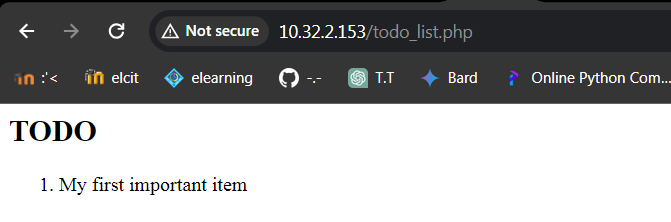 Not secure 10.32.2.153/todo_list.php
:'< elcit elearning -.- T.T Bard Online Python Com...
TODO
1. My first important item